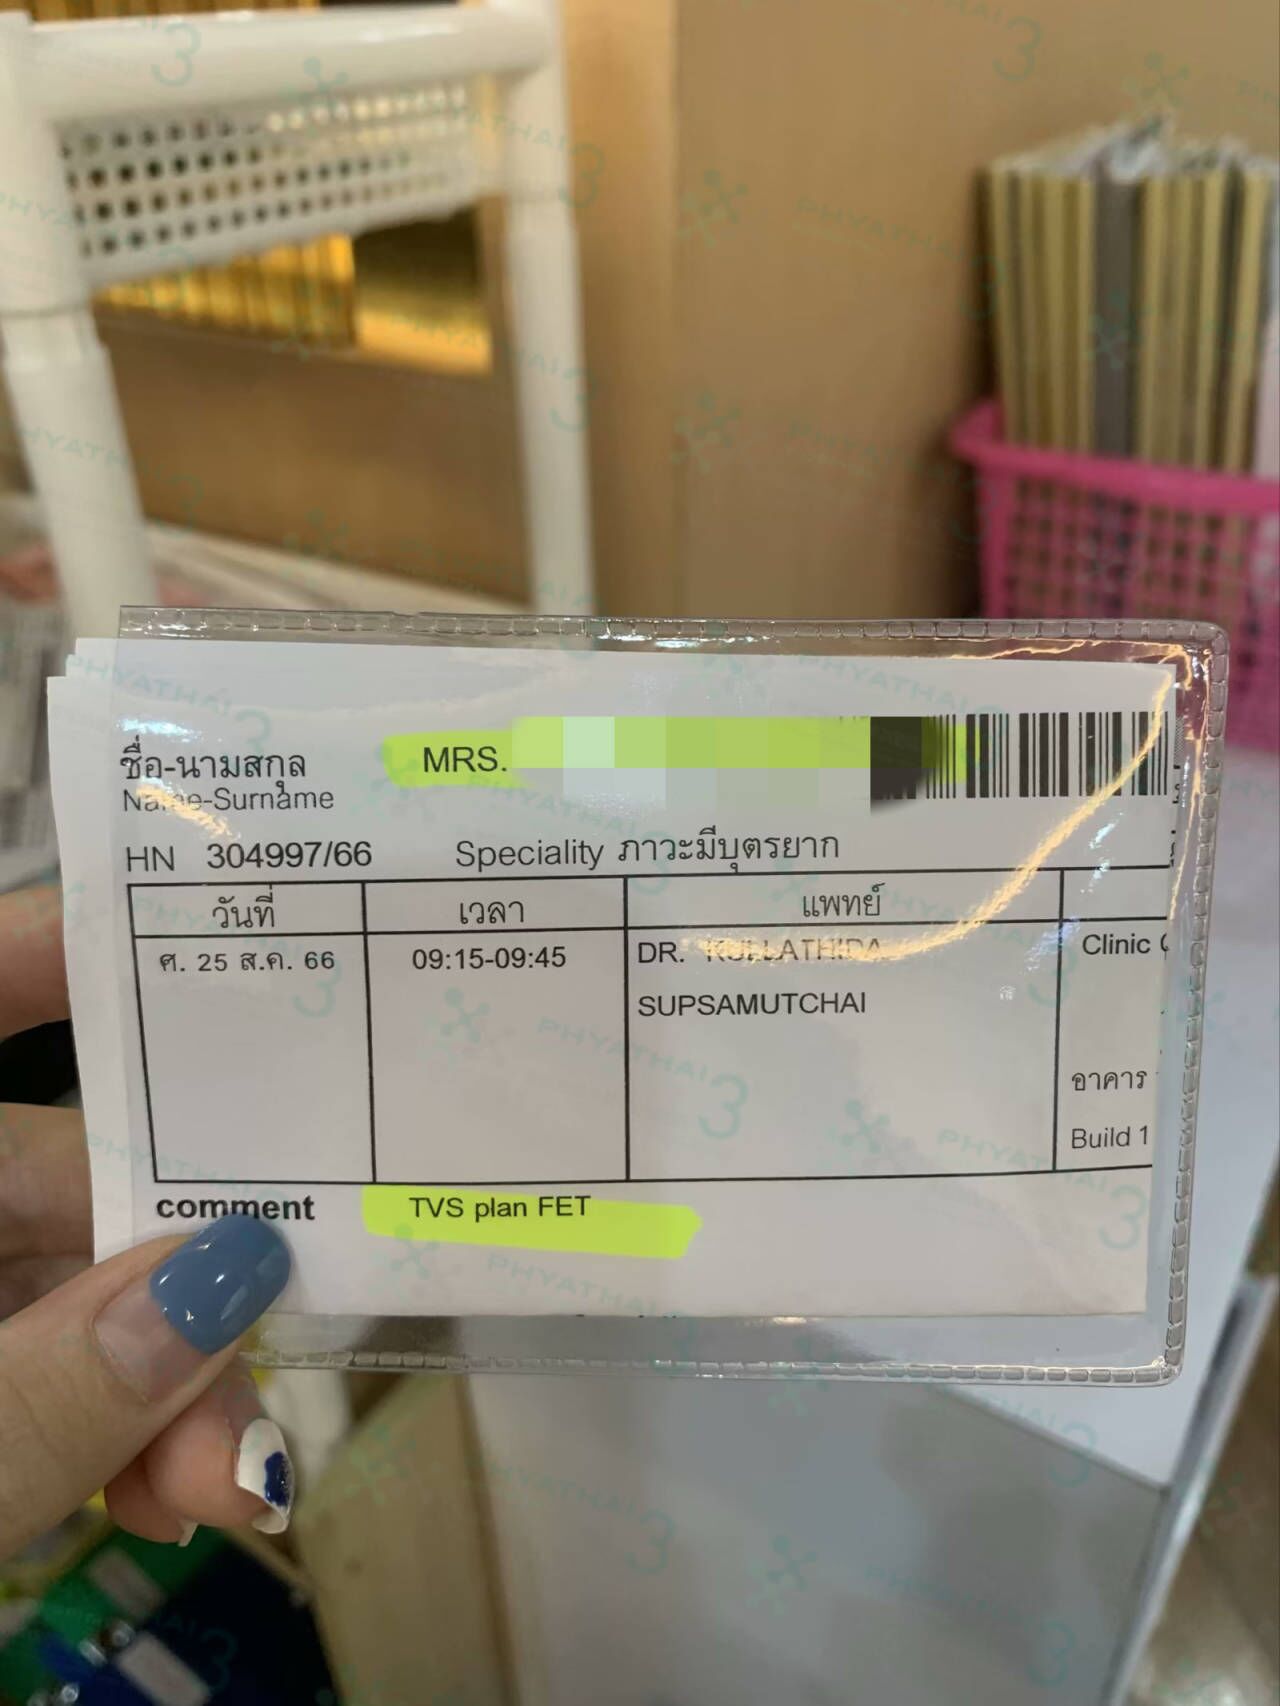 ชื่อ-นามสกุล MRS.
Name-Surname
HN 304997/66 Speciality ภาวะมีบุตรยาก
วันที่ เวลา แพทย์
ศ. 25 ส.ค. 66 09:15-09:45 DR. KULLATHIDA Clinic
SUPSAMUTCHAI
อาคาร
Build 1
comment TVS plan FET
PHYATHAI 3